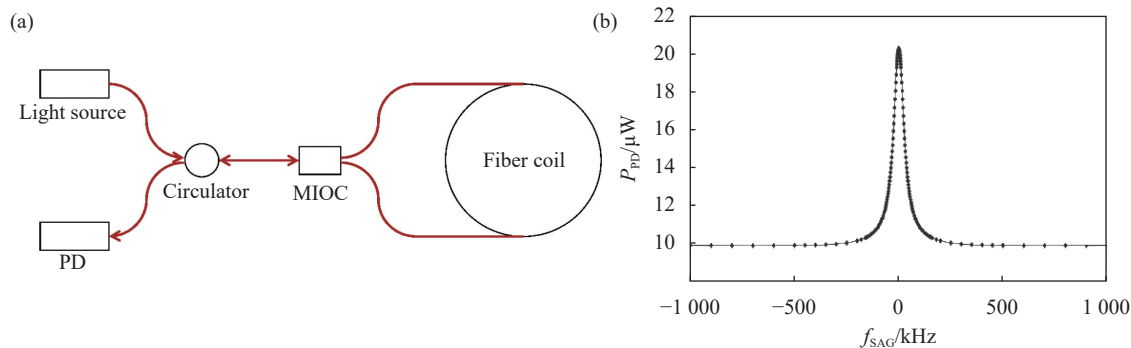 (a)
Light source
Circulator
PD
MIOC
Fiber coil
(b)
P_PD/μW
22
20
18
16
14
12
10
−1 000
−500
0
500
1 000
f_SAG/kHz